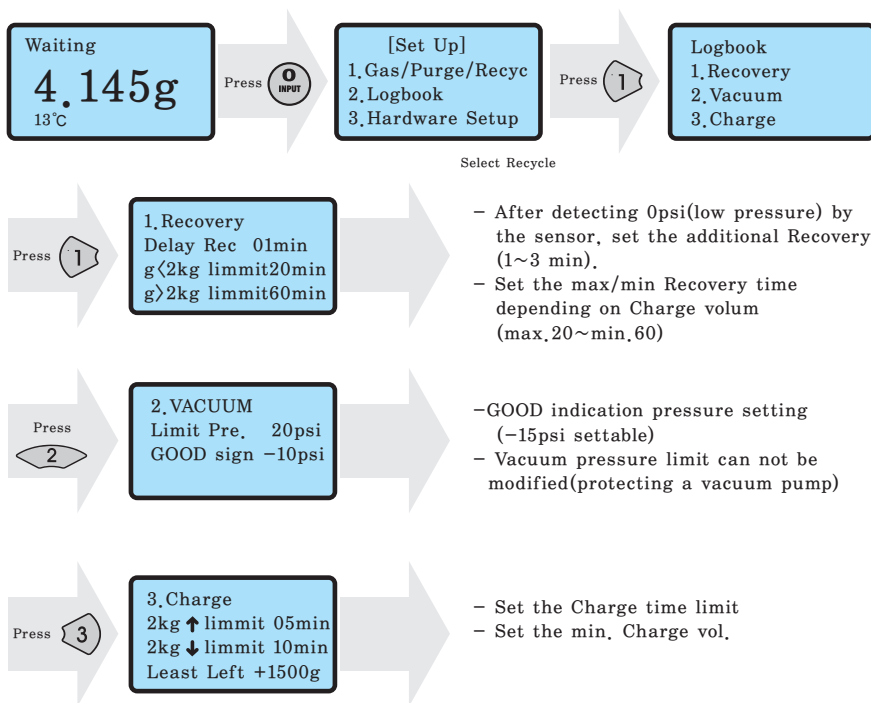 Waiting
4.145g
13°C
Press
0
INPUT
[Set Up]
1.Gas/Purge/Recyc
2.Logbook
3.Hardware Setup
Press
1
Logbook
1.Recovery
2.Vacuum
3.Charge
Select Recycle
Press
1
1.Recovery
Delay Rec 01min
g<2kg limmit20min
g>2kg limmit60min
- After detecting 0psi(low pressure) by
the sensor, set the additional Recovery
(1~3 min).
- Set the max/min Recovery time
depending on Charge volum
(max.20~min.60)
Press
2
2.VACUUM
Limit Pre. 20psi
GOOD sign -10psi
-GOOD indication pressure setting
(-15psi settable)
- Vacuum pressure limit can not be
modified(protecting a vacuum pump)
Press
3
3.Charge
2kg ↑ limmit 05min
2kg ↓ limmit 10min
Least Left +1500g
- Set the Charge time limit
- Set the min. Charge vol.